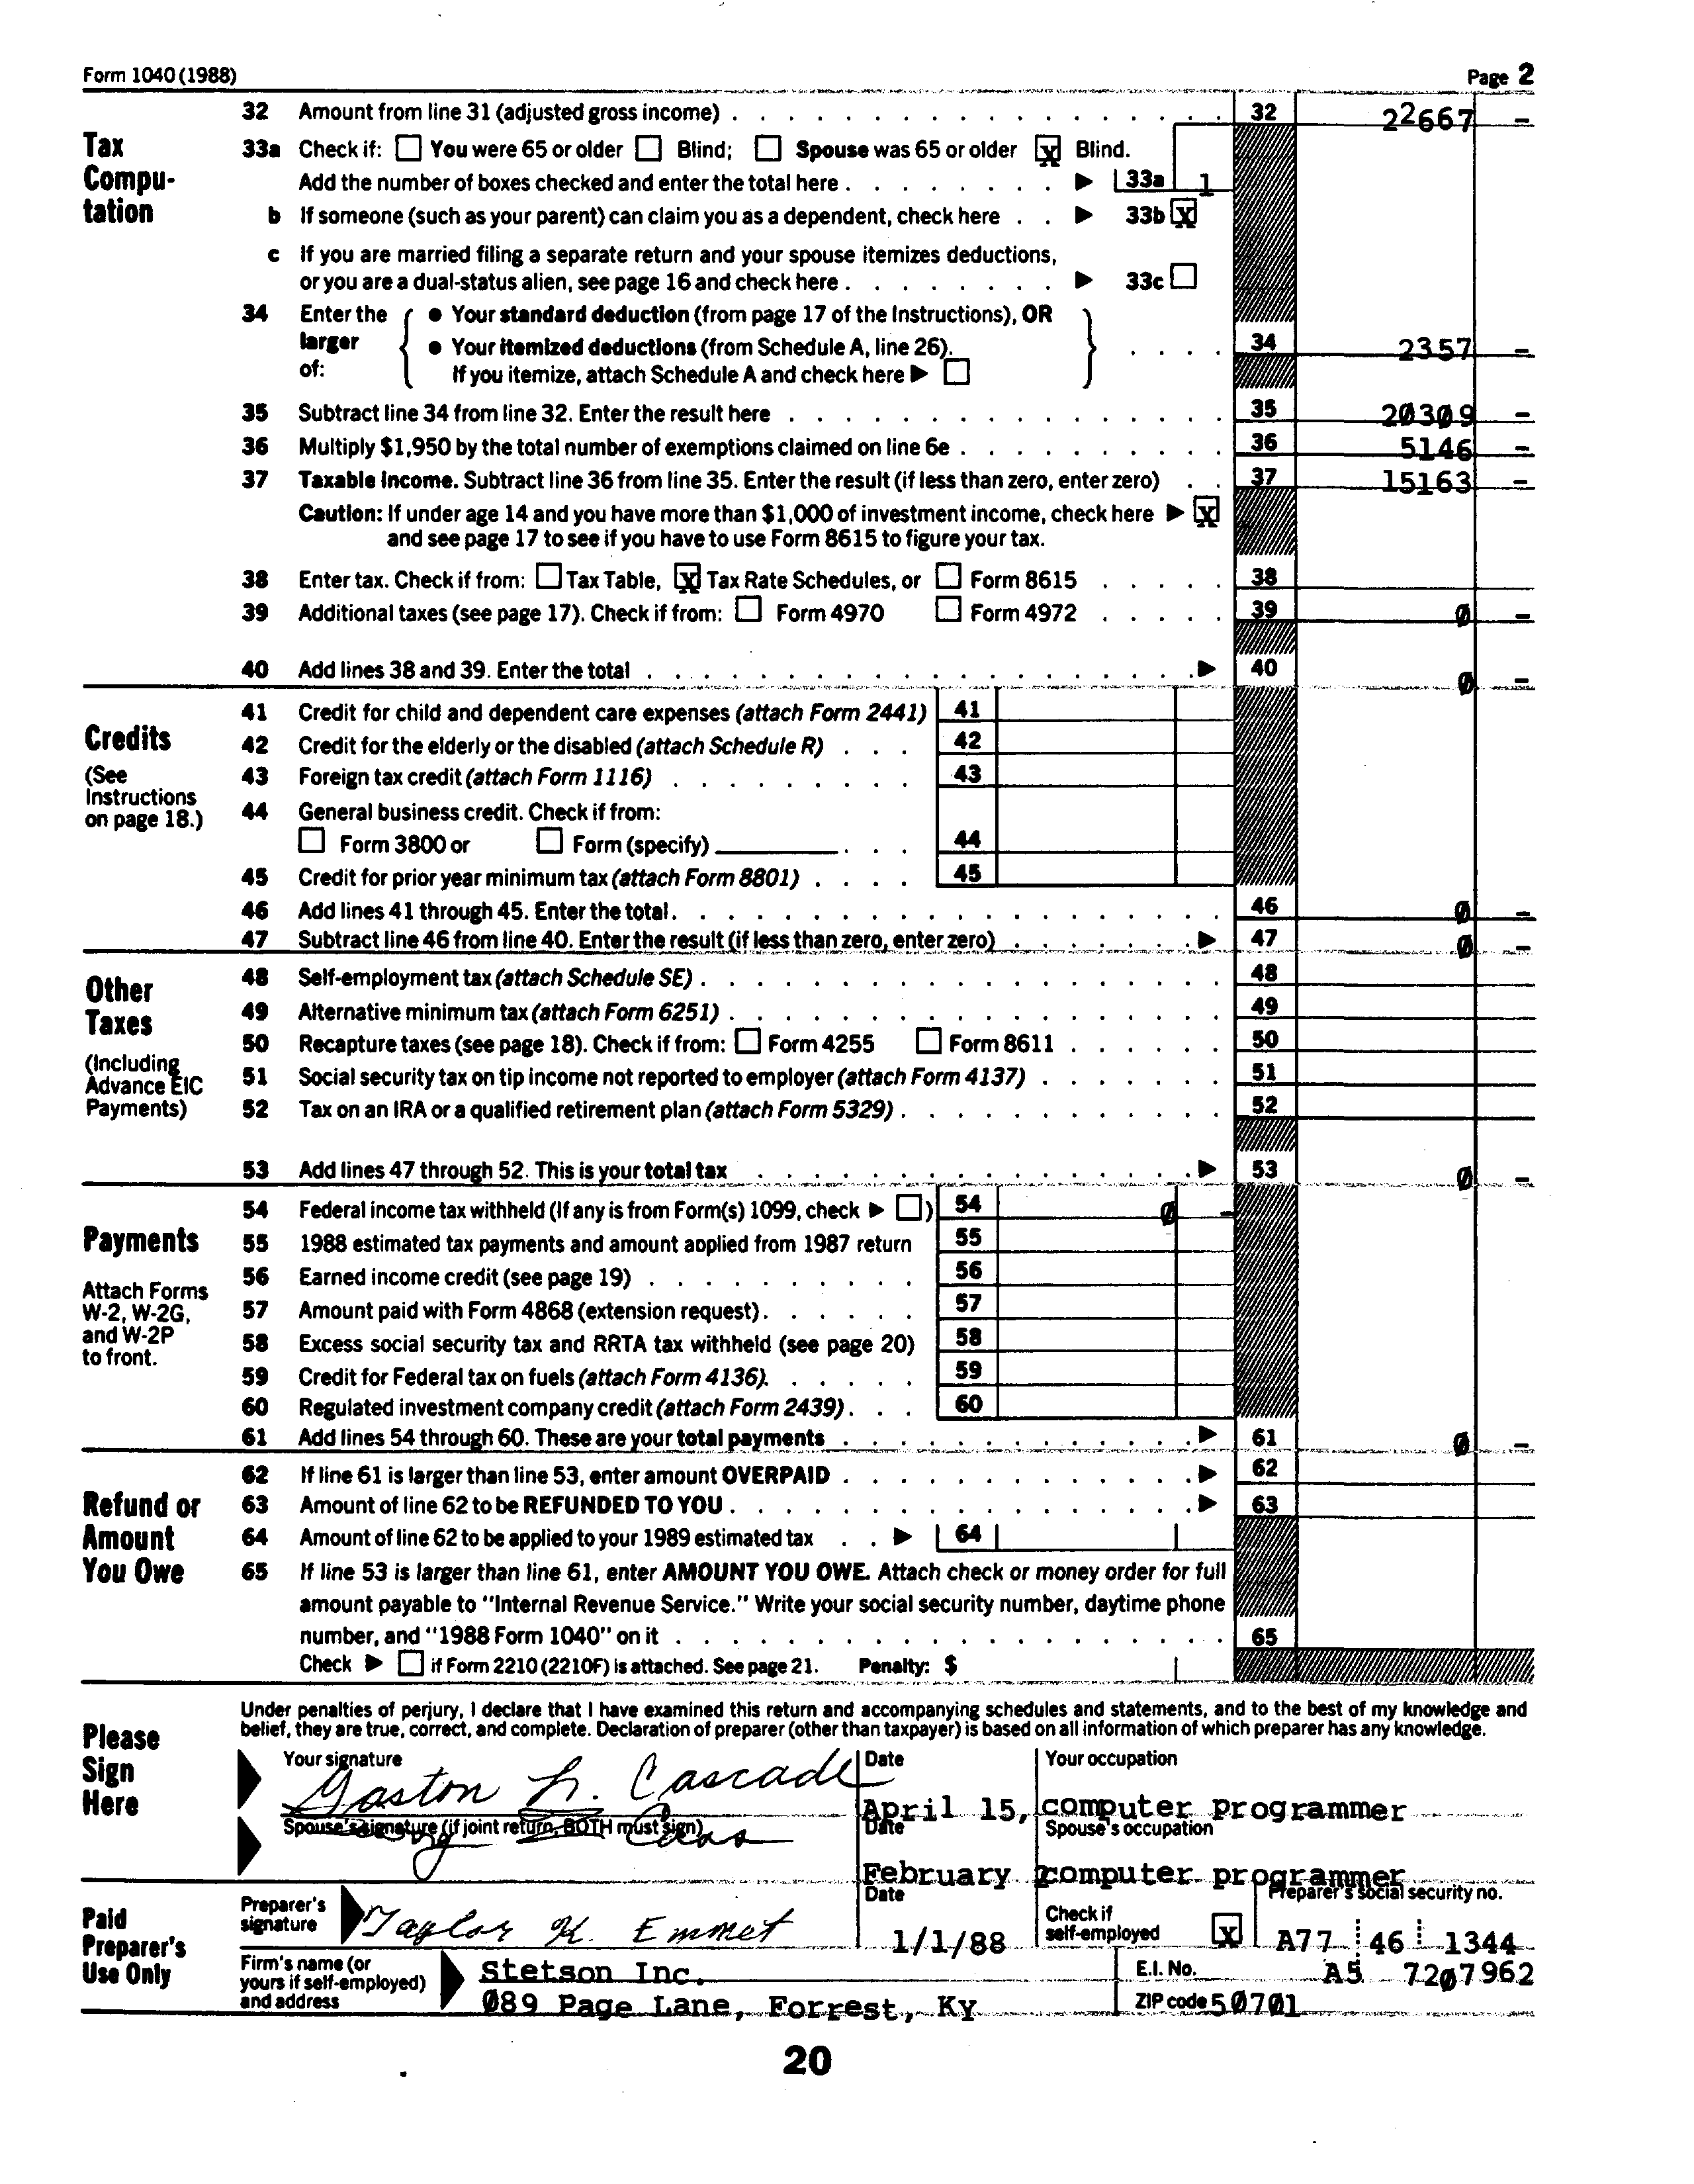 Form 1040 (1988) Page 2
Tax Compu-tation
32 Amount from line 31 (adjusted gross income) 32 22667 –
33a Check if: You were 65 or older Blind; Spouse was 65 or older X Blind.
Add the number of boxes checked and enter the total here 33a 1
b If someone (such as your parent) can claim you as a dependent, check here 33b X
c If you are married filing a separate return and your spouse itemizes deductions,
or you are a dual-status alien, see page 16 and check here 33c
34 Enter the larger of:
● Your standard deduction (from page 17 of the Instructions), OR
● Your itemized deductions (from Schedule A, line 26).
If you itemize, attach Schedule A and check here
34 2357 –
35 Subtract line 34 from line 32. Enter the result here 35 20309 –
36 Multiply $1,950 by the total number of exemptions claimed on line 6e 36 5146 –
37 Taxable income. Subtract line 36 from line 35. Enter the result (if less than zero, enter zero) 37 15163 –
Caution: If under age 14 and you have more than $1,000 of investment income, check here X
and see page 17 to see if you have to use Form 8615 to figure your tax.
38 Enter tax. Check if from: Tax Table, X Tax Rate Schedules, or Form 8615 38
39 Additional taxes (see page 17). Check if from: Form 4970 Form 4972 39 0 –
40 Add lines 38 and 39. Enter the total 40 0 –
Credits
(See Instructions on page 18.)
41 Credit for child and dependent care expenses (attach Form 2441) 41
42 Credit for the elderly or the disabled (attach Schedule R) 42
43 Foreign tax credit (attach Form 1116) 43
44 General business credit. Check if from:
Form 3800 or Form (specify) 44
45 Credit for prior year minimum tax (attach Form 8801) 45
46 Add lines 41 through 45. Enter the total 46 0 –
47 Subtract line 46 from line 40. Enter the result (if less than zero, enter zero) 47 0 –
Other Taxes
(Including Advance EIC Payments)
48 Self-employment tax (attach Schedule SE) 48
49 Alternative minimum tax (attach Form 6251) 49
50 Recapture taxes (see page 18). Check if from: Form 4255 Form 8611 50
51 Social security tax on tip income not reported to employer (attach Form 4137) 51
52 Tax on an IRA or a qualified retirement plan (attach Form 5329) 52
53 Add lines 47 through 52. This is your total tax 53 0 –
Payments
Attach Forms W-2, W-2G, and W-2P to front.
54 Federal income tax withheld (If any is from Form(s) 1099, check ) 54 0 –
55 1988 estimated tax payments and amount applied from 1987 return 55
56 Earned income credit (see page 19) 56
57 Amount paid with Form 4868 (extension request) 57
58 Excess social security tax and RRTA tax withheld (see page 20) 58
59 Credit for Federal tax on fuels (attach Form 4136) 59
60 Regulated investment company credit (attach Form 2439) 60
61 Add lines 54 through 60. These are your total payments 61 0 –
Refund or Amount You Owe
62 If line 61 is larger than line 53, enter amount OVERPAID 62
63 Amount of line 62 to be REFUNDED TO YOU 63
64 Amount of line 62 to be applied to your 1989 estimated tax 64
65 If line 53 is larger than line 61, enter AMOUNT YOU OWE. Attach check or money order for full
amount payable to "Internal Revenue Service." Write your social security number, daytime phone
number, and "1988 Form 1040" on it 65
Check if Form 2210 (2210F) is attached. See page 21. Penalty: $
Please Sign Here
Under penalties of perjury, I declare that I have examined this return and accompanying schedules and statements, and to the best of my knowledge and
belief, they are true, correct, and complete. Declaration of preparer (other than taxpayer) is based on all information of which preparer has any knowledge.
Your signature Gaston h. Cascade Date April 15, Your occupation computer programmer
Spouse's signature (if joint return, BOTH must sign) Date February Spouse's occupation computer programmer
Paid Preparer's Use Only
Preparer's signature Taylor H. Emmet Date 1/1/88 Check if self-employed X Preparer's social security no. A77 46 1344
Firm's name (or yours if self-employed) and address Stetson Inc. E.I. No. A5 7207962
089 Page Lane, Forrest, Ky ZIP code 50701
20